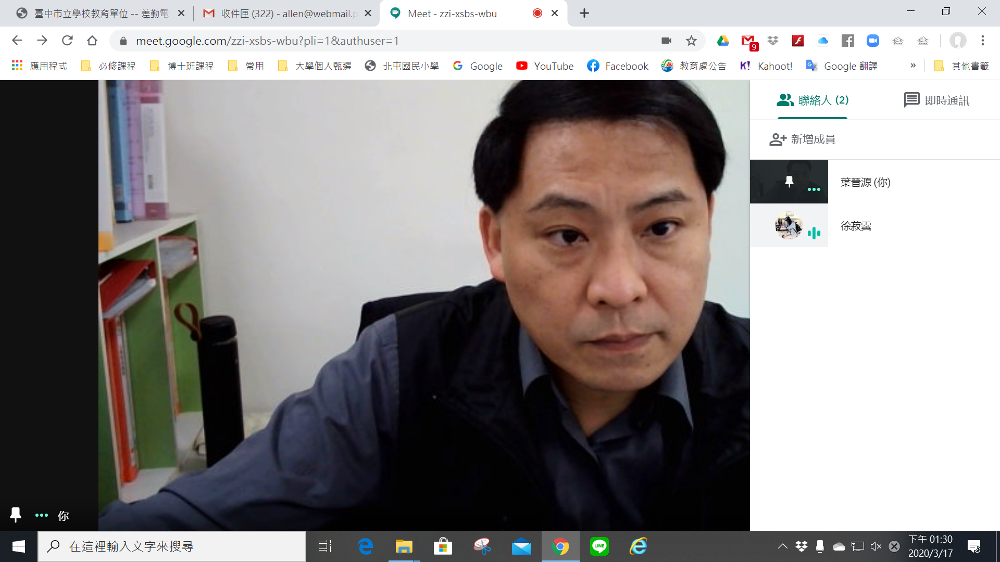 臺中市立學校教育單位 -- 差勤電
收件匣 (322) - allen@webmail.p
Meet - zzi-xsbs-wbu
meet.google.com/zzi-xsbs-wbu?pli=1&authuser=1
9
應用程式
必修課程
博士班課程
常用
大學個人甄選
北屯國民小學
Google
YouTube
Facebook
教育處公告
K!
Kahoot!
Google 翻譯
»
其他書籤
聯絡人 (2)
即時通訊
新增成員
葉晉源 (你)
徐菽靄
你
在這裡輸入文字來搜尋
LINE
下午 01:30
2020/3/17